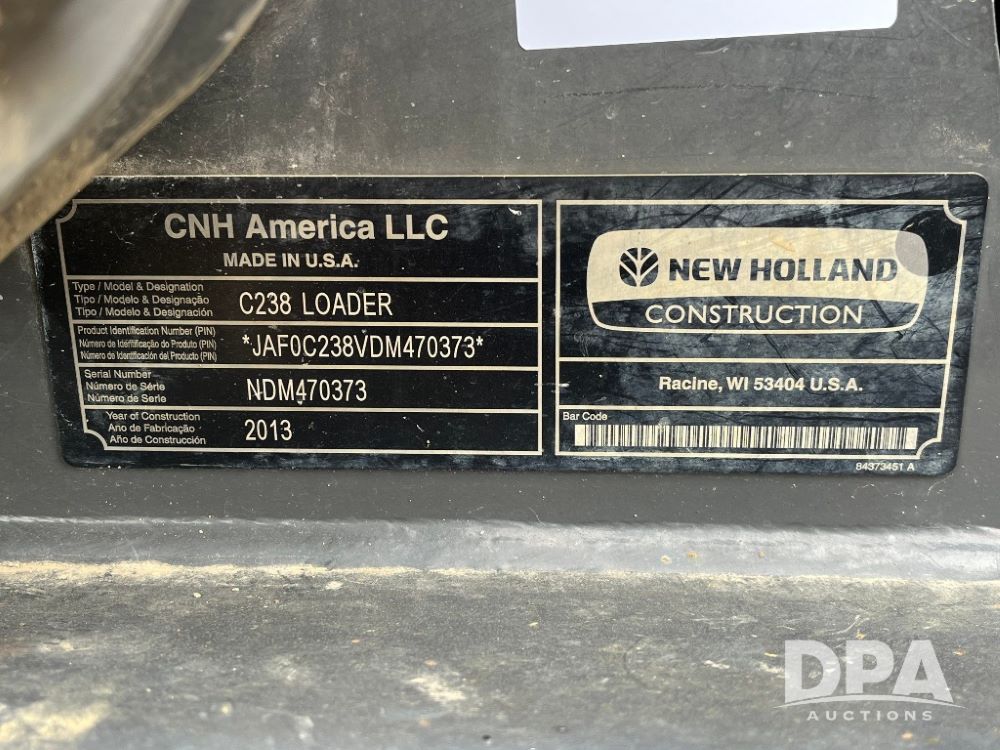 CNH America LLC
MADE IN U.S.A.
Type / Model & Designation
Tipo / Modelo & Designação
Tipo / Modelo & Designación
C238 LOADER
Product Identification Number (PIN)
Número de Identificação do Produto (PIN)
Número de Identificación del Producto (PIN)
*JAF0C238VDM470373*
Serial Number
Número de Série
Número de Serie
NDM470373
Year of Construction
Ano de Fabricação
Año de Construcción
2013
NEW HOLLAND
CONSTRUCTION
Racine, WI 53404 U.S.A.
Bar Code
84373451 A
DPA
AUCTIONS